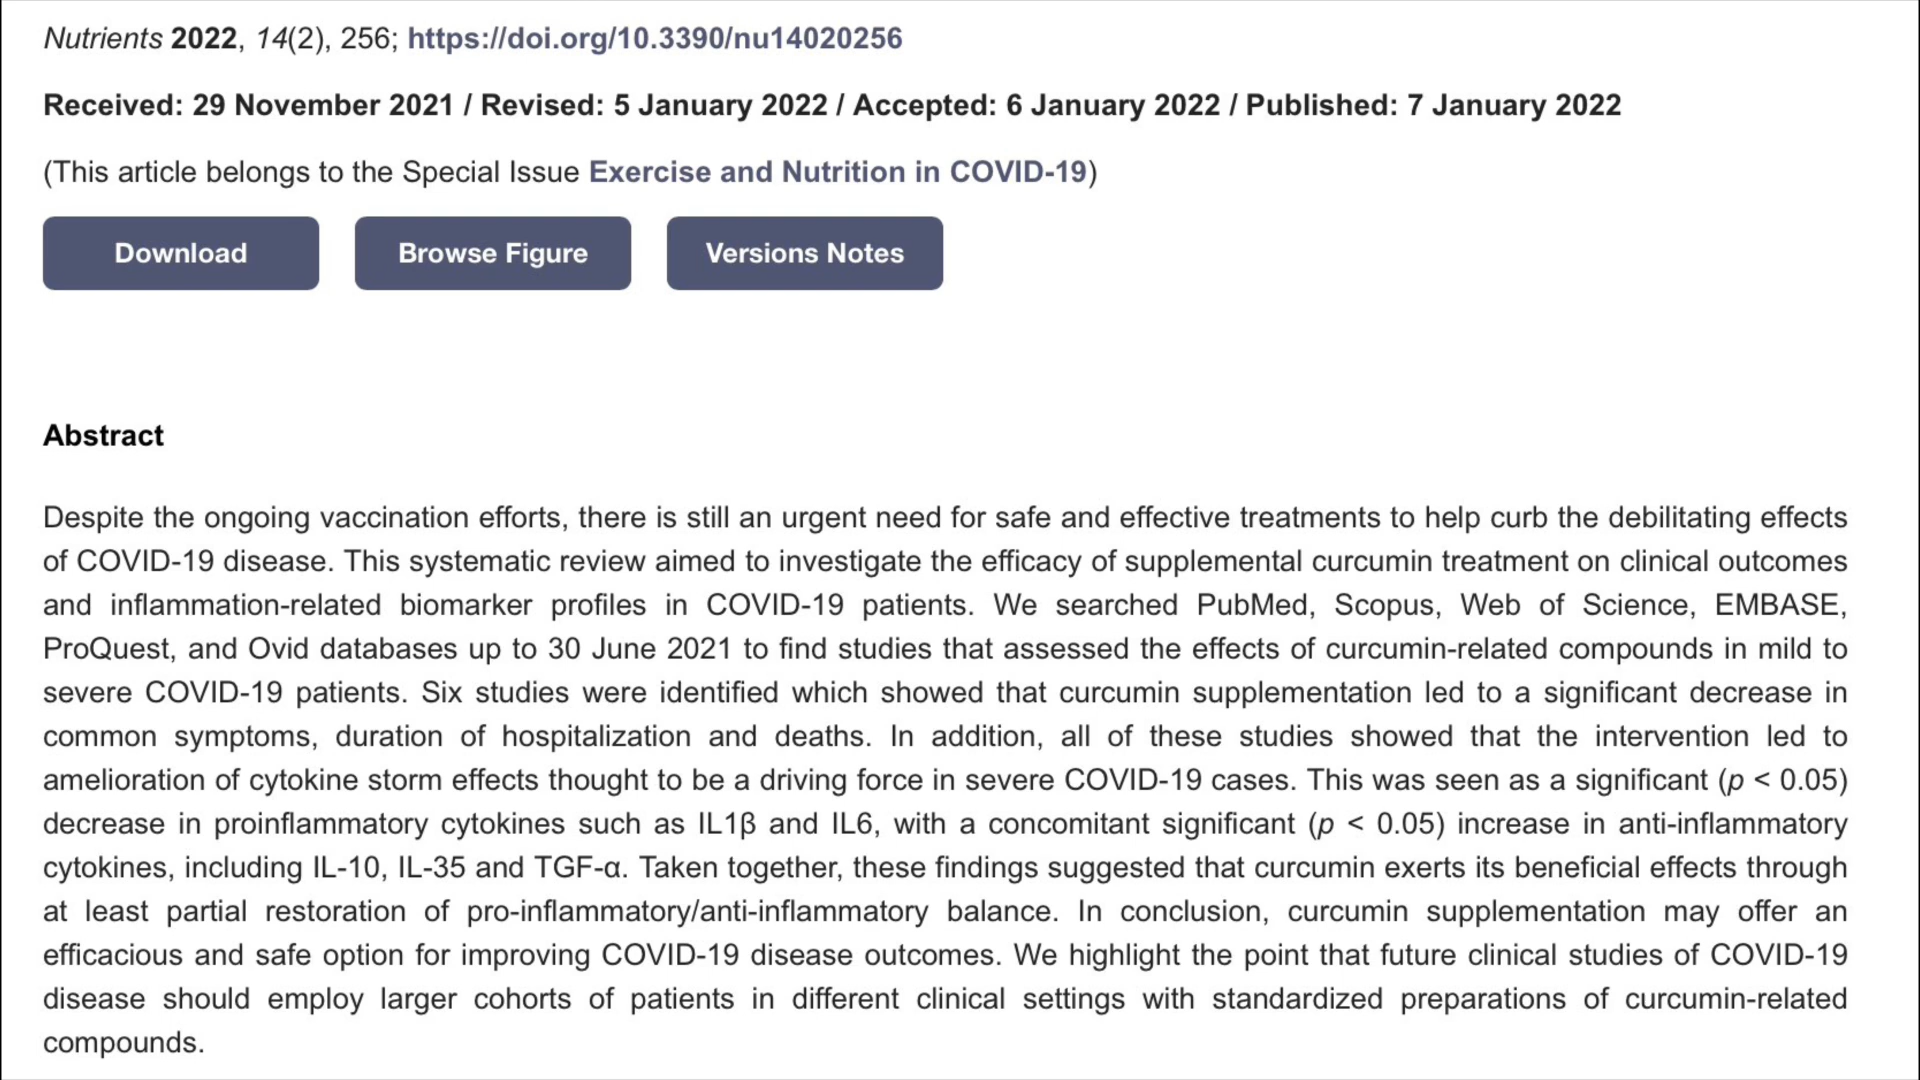 Nutrients 2022, 14(2), 256; https://doi.org/10.3390/nu14020256
Received: 29 November 2021 / Revised: 5 January 2022 / Accepted: 6 January 2022 / Published: 7 January 2022
(This article belongs to the Special Issue Exercise and Nutrition in COVID-19)
Download Browse Figure Versions Notes
Abstract
Despite the ongoing vaccination efforts, there is still an urgent need for safe and effective treatments to help curb the debilitating effects
of COVID-19 disease. This systematic review aimed to investigate the efficacy of supplemental curcumin treatment on clinical outcomes
and inflammation-related biomarker profiles in COVID-19 patients. We searched PubMed, Scopus, Web of Science, EMBASE,
ProQuest, and Ovid databases up to 30 June 2021 to find studies that assessed the effects of curcumin-related compounds in mild to
severe COVID-19 patients. Six studies were identified which showed that curcumin supplementation led to a significant decrease in
common symptoms, duration of hospitalization and deaths. In addition, all of these studies showed that the intervention led to
amelioration of cytokine storm effects thought to be a driving force in severe COVID-19 cases. This was seen as a significant (p < 0.05)
decrease in proinflammatory cytokines such as IL1β and IL6, with a concomitant significant (p < 0.05) increase in anti-inflammatory
cytokines, including IL-10, IL-35 and TGF-α. Taken together, these findings suggested that curcumin exerts its beneficial effects through
at least partial restoration of pro-inflammatory/anti-inflammatory balance. In conclusion, curcumin supplementation may offer an
efficacious and safe option for improving COVID-19 disease outcomes. We highlight the point that future clinical studies of COVID-19
disease should employ larger cohorts of patients in different clinical settings with standardized preparations of curcumin-related
compounds.